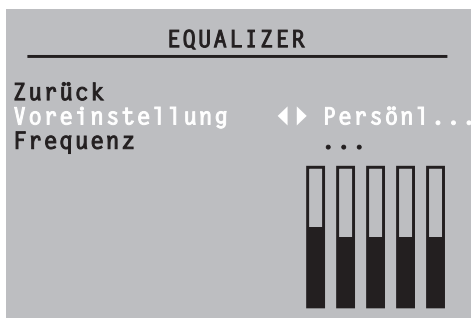 EQUALIZER
Zurück
Voreinstellung ◀▶ Persönl...
Frequenz ...